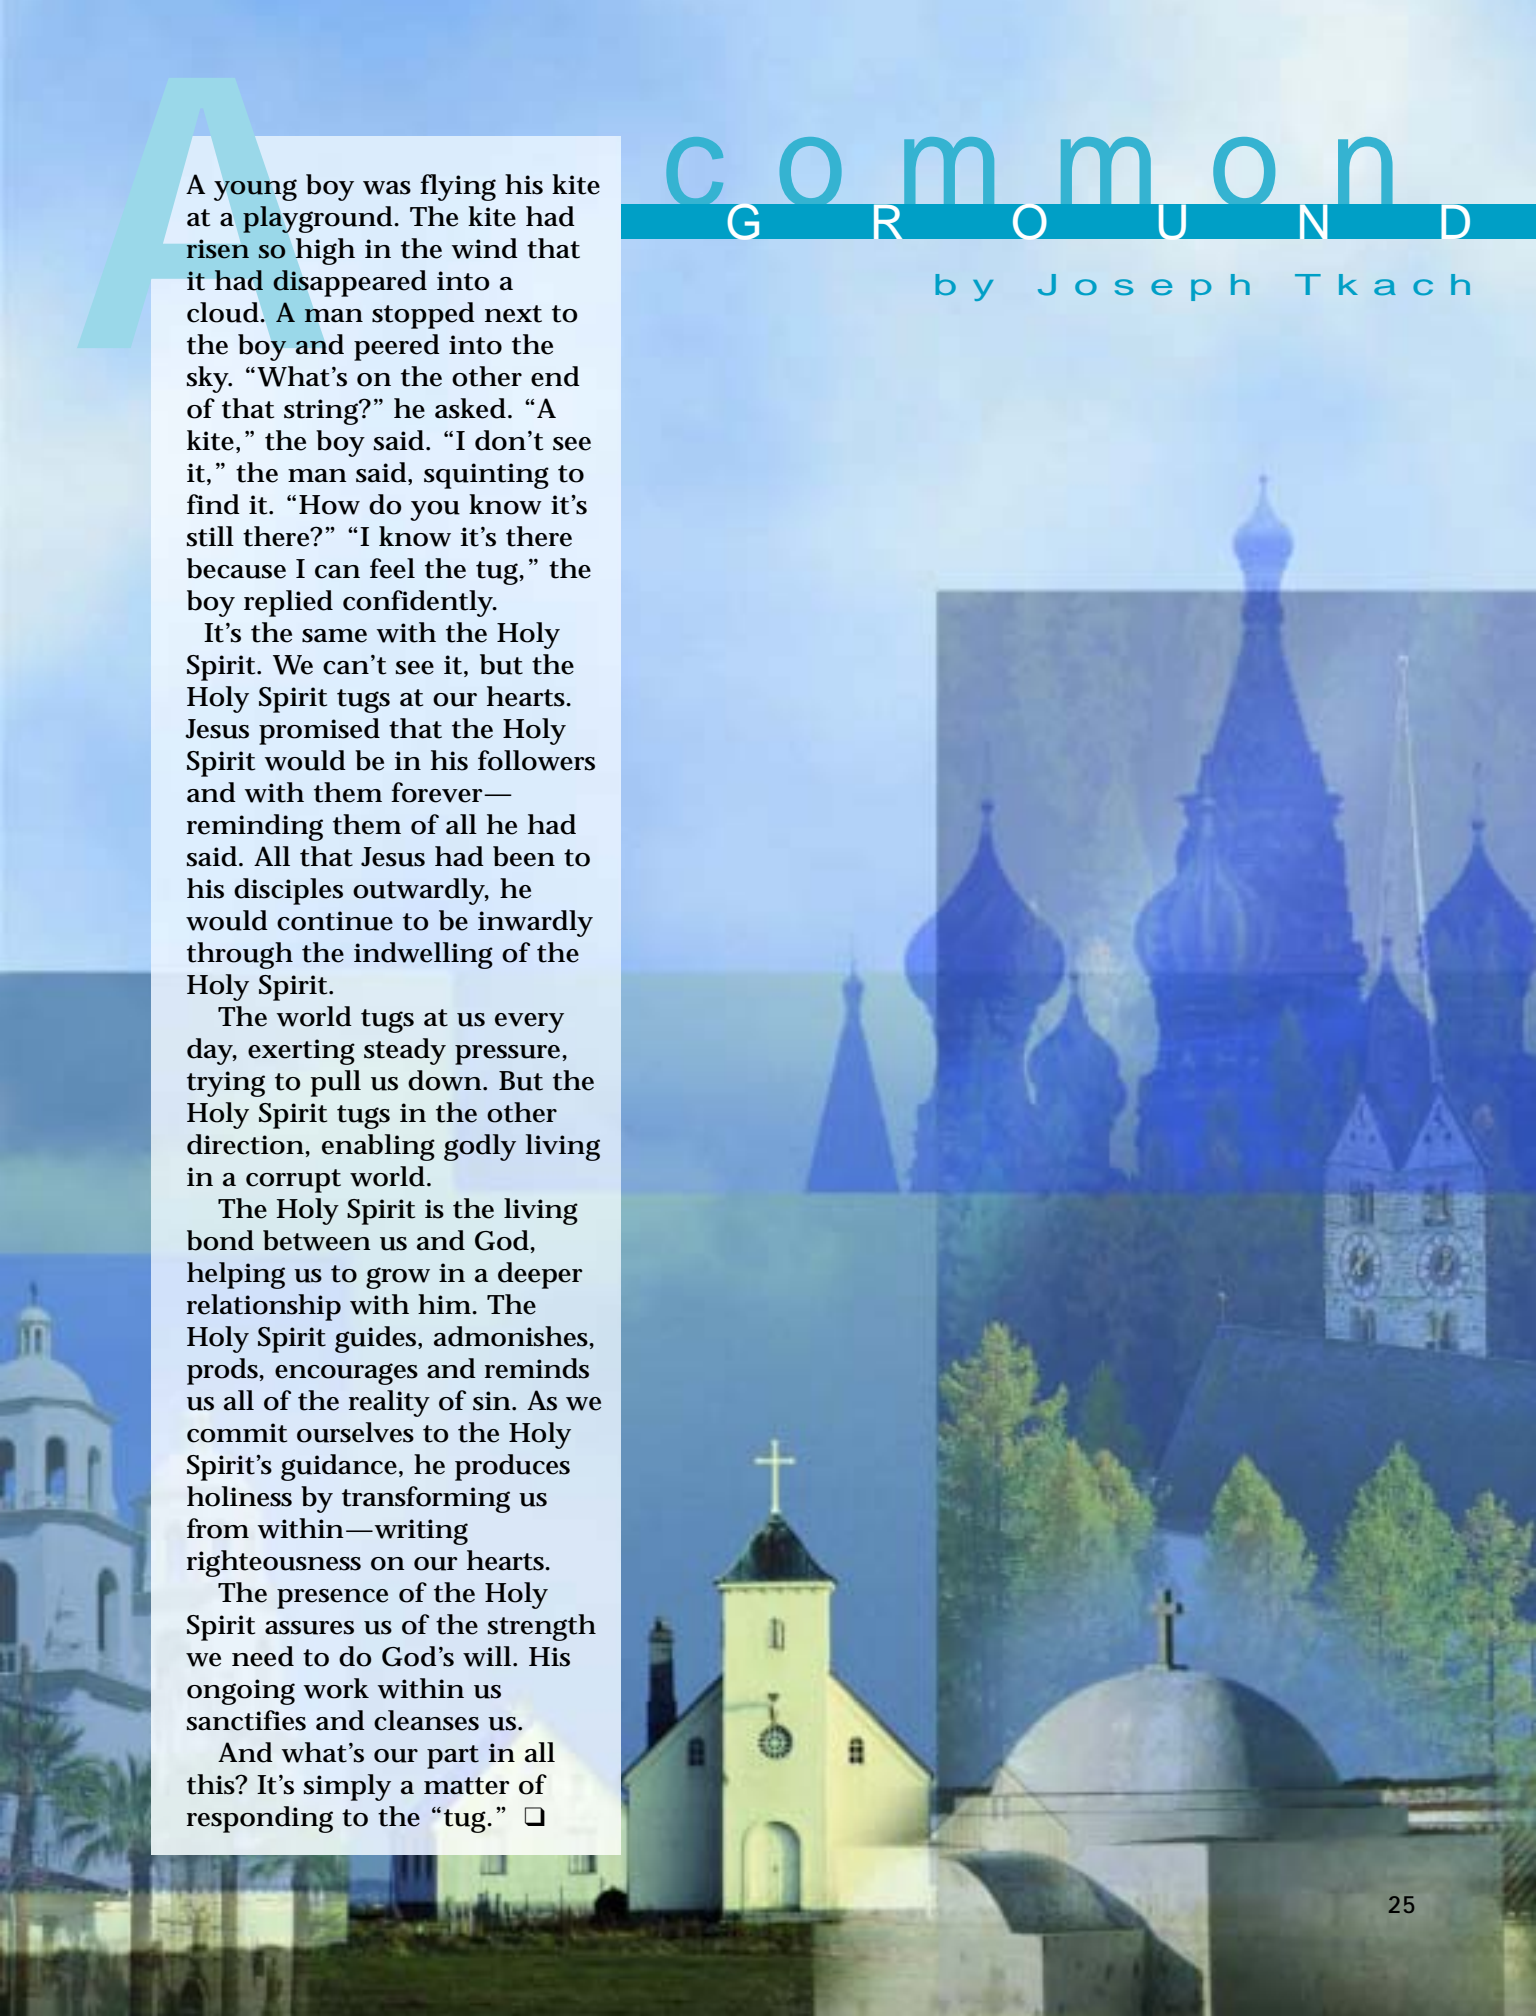 A
common
GROUND
by Joseph Tkach
A young boy was flying his kite
at a playground. The kite had
risen so high in the wind that
it had disappeared into a
cloud. A man stopped next to
the boy and peered into the
sky. “What’s on the other end
of that string?” he asked. “A
kite,” the boy said. “I don’t see
it,” the man said, squinting to
find it. “How do you know it’s
still there?” “I know it’s there
because I can feel the tug,” the
boy replied confidently.
It’s the same with the Holy
Spirit. We can’t see it, but the
Holy Spirit tugs at our hearts.
Jesus promised that the Holy
Spirit would be in his followers
and with them forever—
reminding them of all he had
said. All that Jesus had been to
his disciples outwardly, he
would continue to be inwardly
through the indwelling of the
Holy Spirit.
The world tugs at us every
day, exerting steady pressure,
trying to pull us down. But the
Holy Spirit tugs in the other
direction, enabling godly living
in a corrupt world.
The Holy Spirit is the living
bond between us and God,
helping us to grow in a deeper
relationship with him. The
Holy Spirit guides, admonishes,
prods, encourages and reminds
us all of the reality of sin. As we
commit ourselves to the Holy
Spirit’s guidance, he produces
holiness by transforming us
from within—writing
righteousness on our hearts.
The presence of the Holy
Spirit assures us of the strength
we need to do God’s will. His
ongoing work within us
sanctifies and cleanses us.
And what’s our part in all
this? It’s simply a matter of
responding to the “tug.” ❏
25